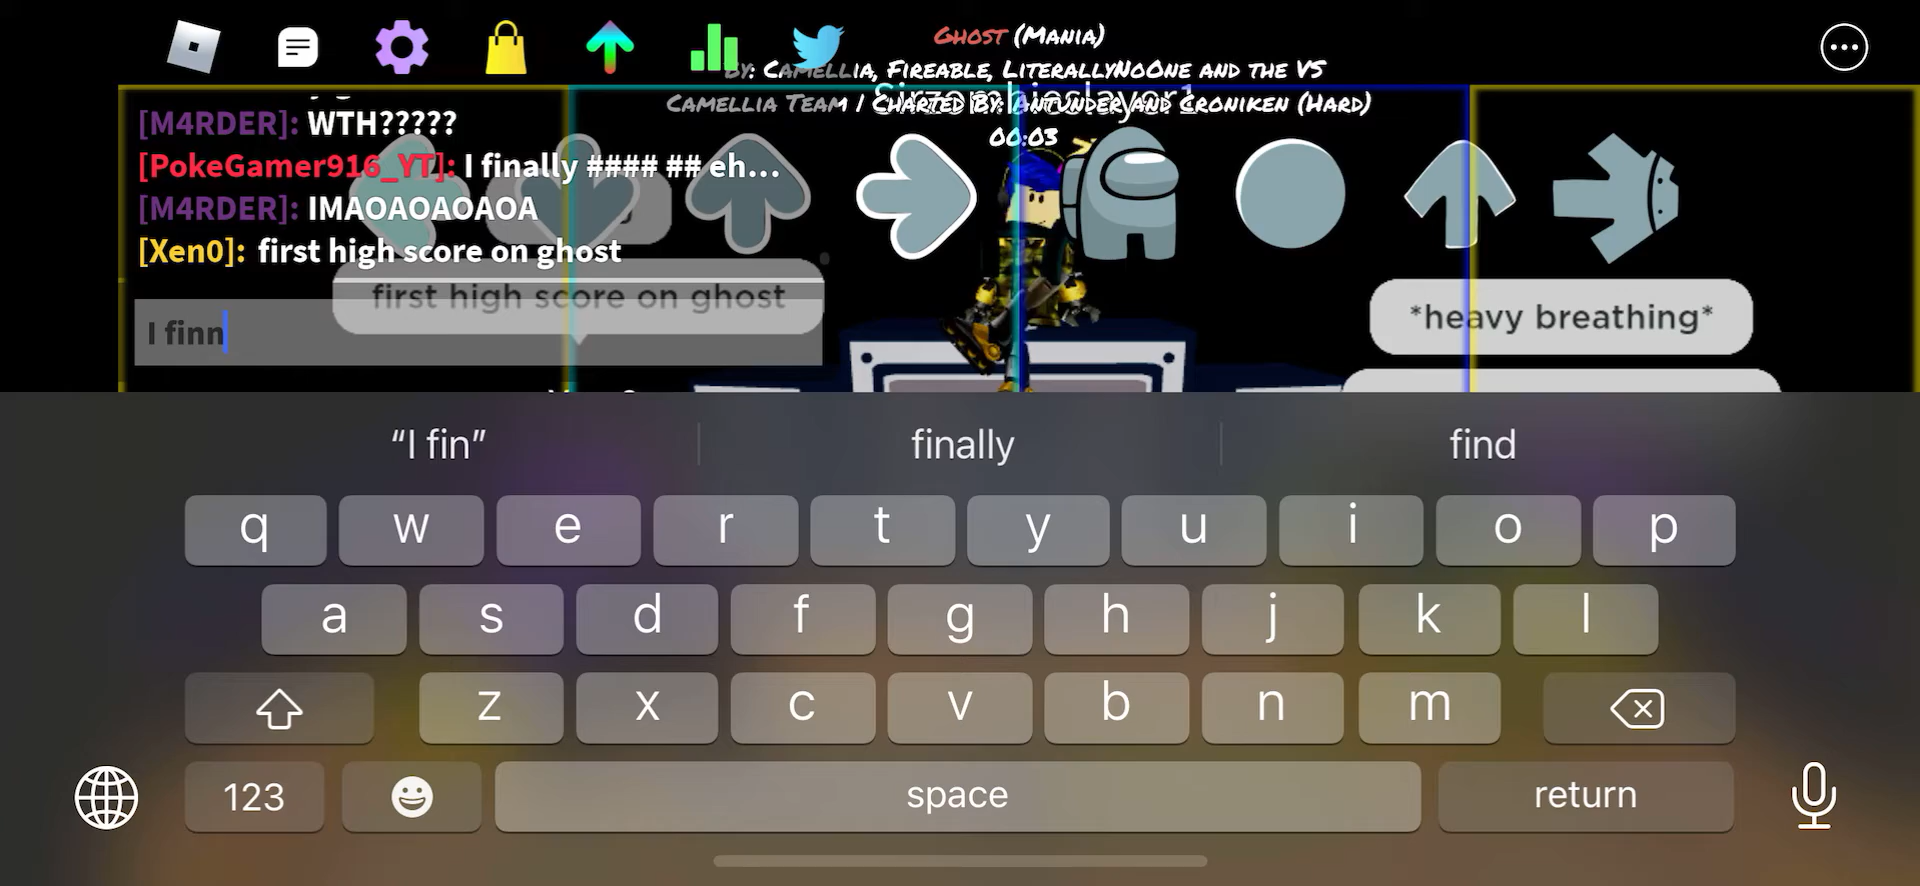 Ghost (Mania)
By: Camellia, Fireable, LiterallyNoOne and the VS
Camellia Team | Charted By: Antunder and Croniken (Hard)
Sirzombieslayer1
00:03
[M4RDER]: WTH?????
[PokeGamer916_YT]: I finally #### ## eh...
[M4RDER]: IMAOAOAOAOA
[Xen0]: first high score on ghost
first high score on ghost
I finn
*heavy breathing*
“I fin” finally find
q w e r t y u i o p
a s d f g h j k l
z x c v b n m
123 space return